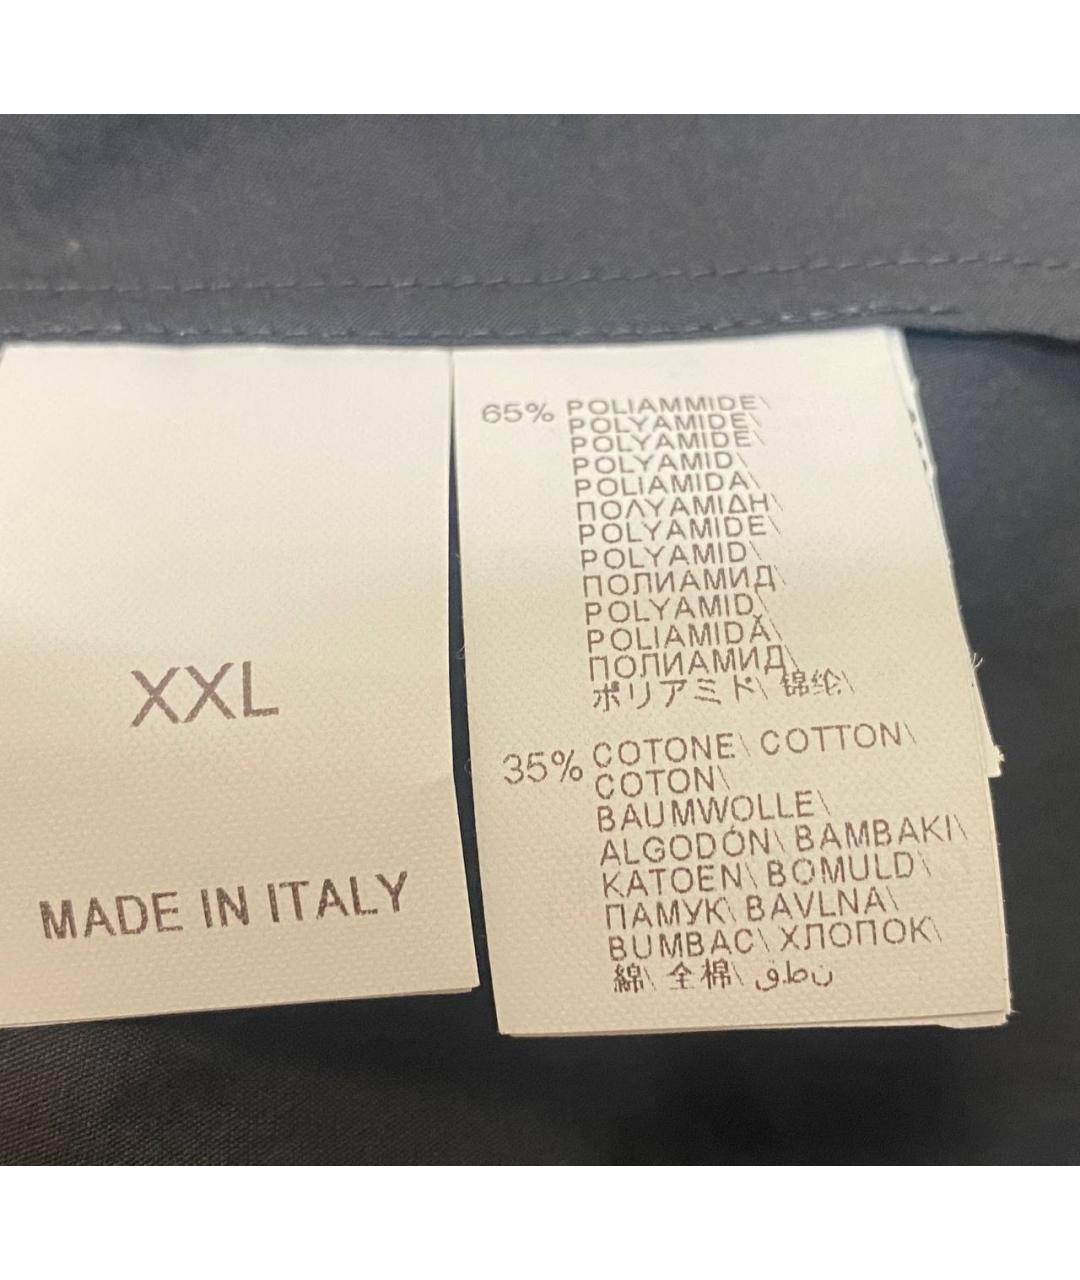 XXL
MADE IN ITALY
65% POLIAMMIDE\
POLYAMIDE\
POLYAMIDE\
POLYAMID\
POLIAMIDA\
ΠΟΛΥΑΜΙΔΗ\
POLYAMIDE\
POLYAMID\
ПОЛИАМИД\
POLYAMID\
POLIAMIDĂ\
ПОЛИАМИД\
ポリアミド\ 锦纶\
35% COTONE\ COTTON\
COTON\
BAUMWOLLE\
ALGODÓN\ BAMBAKI\
KATOEN\ BOMULD\
ПАМУК\ BAVLNA\
BUMBAC\ ХЛОПОК\
綿\ 全棉\ قطن